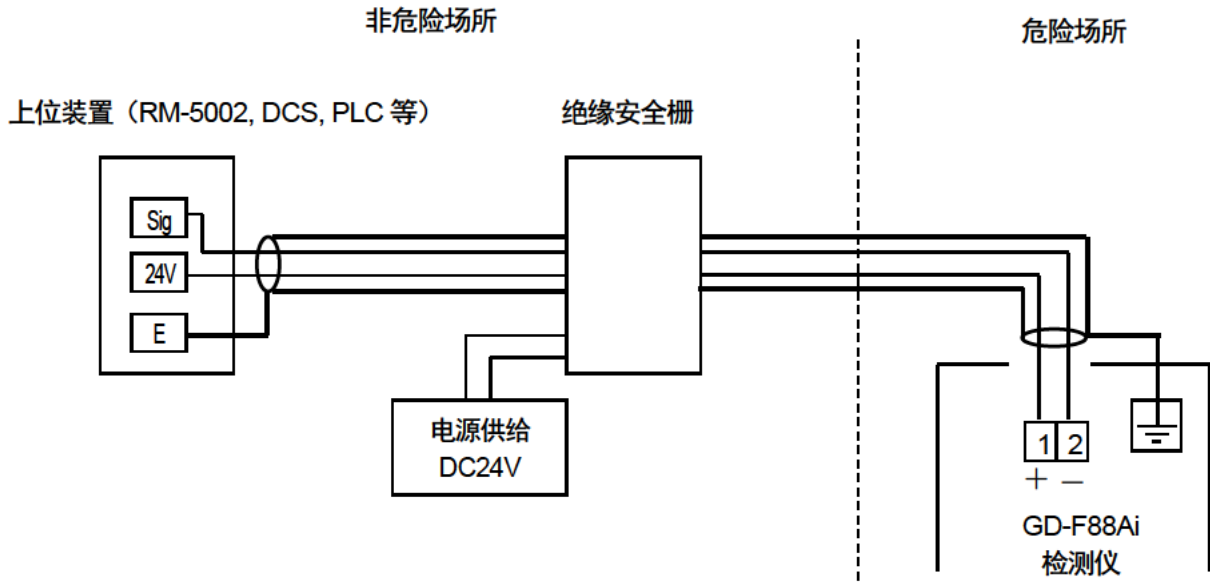 非危险场所
危险场所
上位装置（RM-5002, DCS, PLC 等）
绝缘安全栅
Sig
24V
E
电源供给
DC24V
1 2
+ －
GD-F88Ai
检测仪